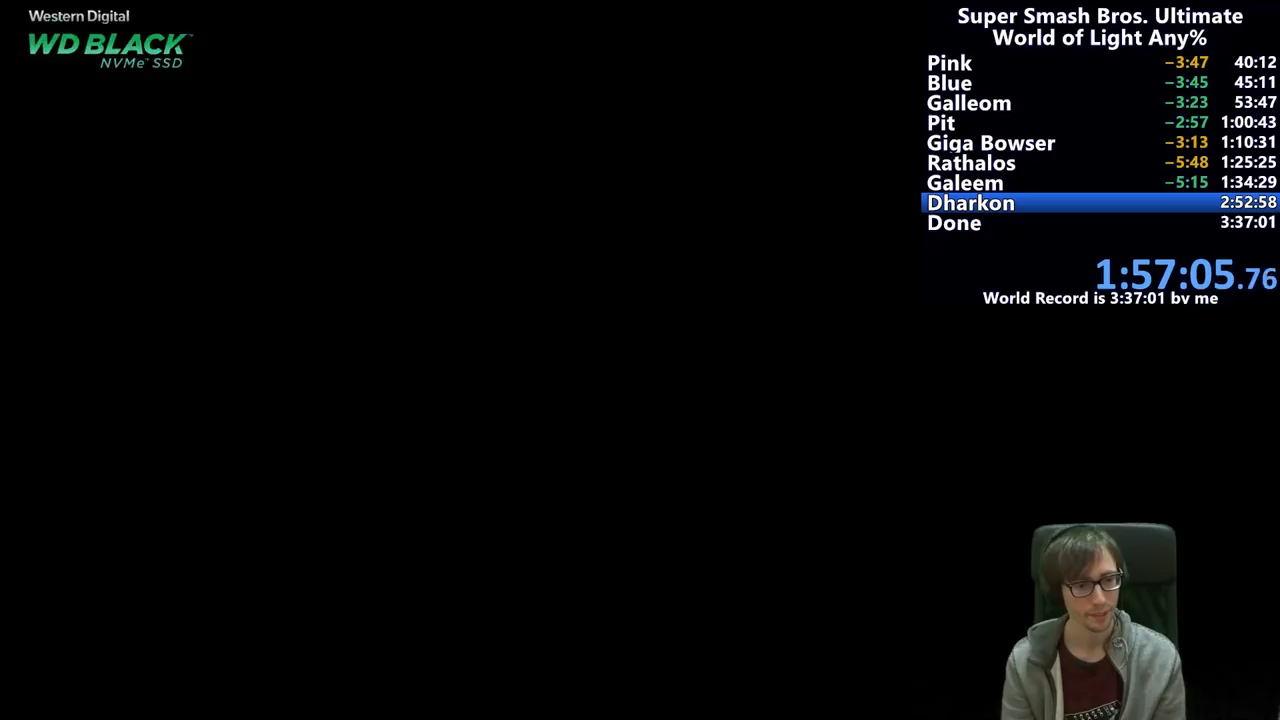 Western Digital
WD BLACK™
NVMe™ SSD
Super Smash Bros. Ultimate
World of Light Any%
Pink −3:47 40:12
Blue −3:45 45:11
Galleom −3:23 53:47
Pit −2:57 1:00:43
Giga Bowser −3:13 1:10:31
Rathalos −5:48 1:25:25
Galeem −5:15 1:34:29
Dharkon 2:52:58
Done 3:37:01
1:57:05.76
World Record is 3:37:01 by me